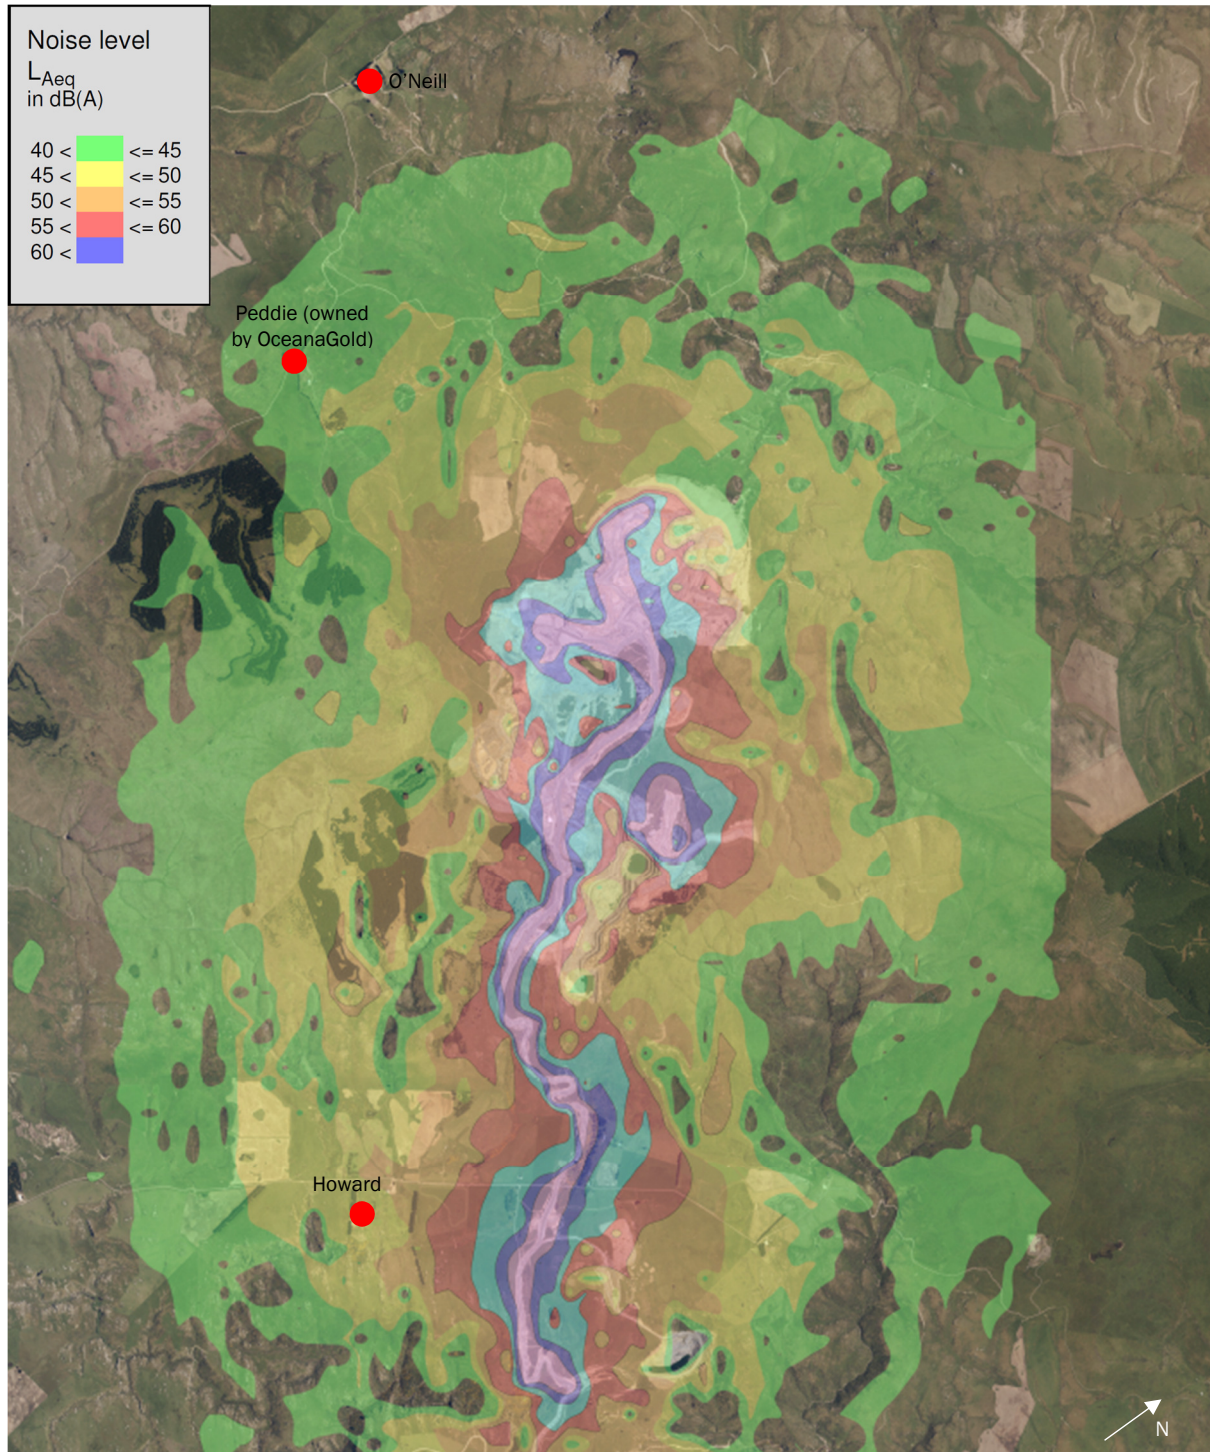 Noise level
LAeq
in dB(A)
40 < <= 45
45 < <= 50
50 < <= 55
55 < <= 60
60 <
O'Neill
Peddie (owned
by OceanaGold)
Howard
N